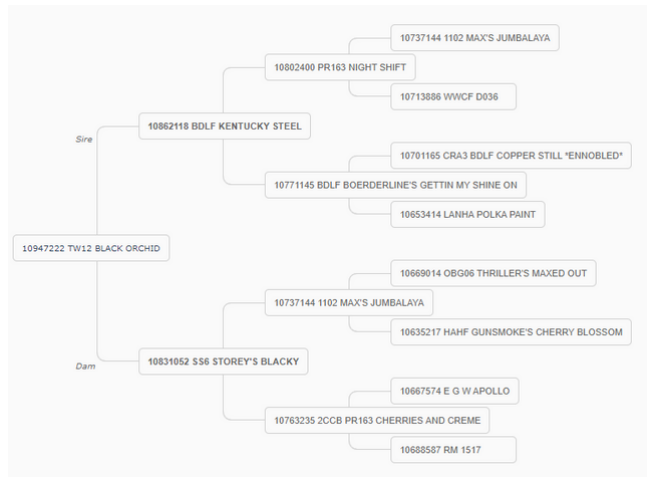 10737144 1102 MAX'S JUMBALAYA
10802400 PR163 NIGHT SHIFT
10713886 WWCF D036
10862118 BDLF KENTUCKY STEEL
Sire
10701165 CRA3 BDLF COPPER STILL *ENNOBLED*
10771145 BDLF BOERDERLINE'S GETTIN MY SHINE ON
10653414 LANHA POLKA PAINT
10947222 TW12 BLACK ORCHID
10669014 OBG06 THRILLER'S MAXED OUT
10737144 1102 MAX'S JUMBALAYA
10635217 HAHF GUNSMOKE'S CHERRY BLOSSOM
10831052 SS6 STOREY'S BLACKY
Dam
10667574 E G W APOLLO
10763235 2CCB PR163 CHERRIES AND CREME
10688587 RM 1517